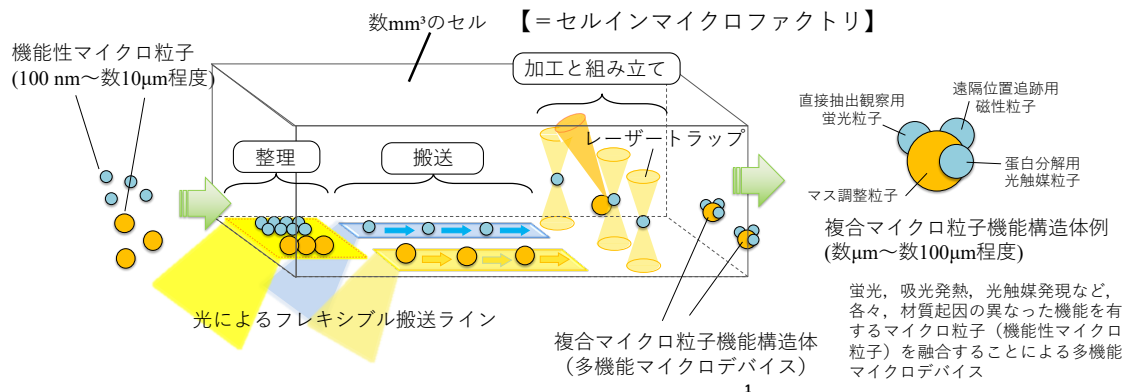 数mm³のセル
【=セルインマイクロファクトリ】
機能性マイクロ粒子
(100 nm～数10μm程度)
加工と組み立て
レーザートラップ
整理
搬送
直接抽出観察用
蛍光粒子
遠隔位置追跡用
磁性粒子
蛋白分解用
光触媒粒子
マス調整粒子
複合マイクロ粒子機能構造体例
(数μm～数100μm程度)
光によるフレキシブル搬送ライン
複合マイクロ粒子機能構造体
（多機能マイクロデバイス）
1
蛍光，吸光発熱，光触媒発現など，
各々，材質起因の異なった機能を有
するマイクロ粒子（機能性マイクロ
粒子）を融合することによる多機能
マイクロデバイス